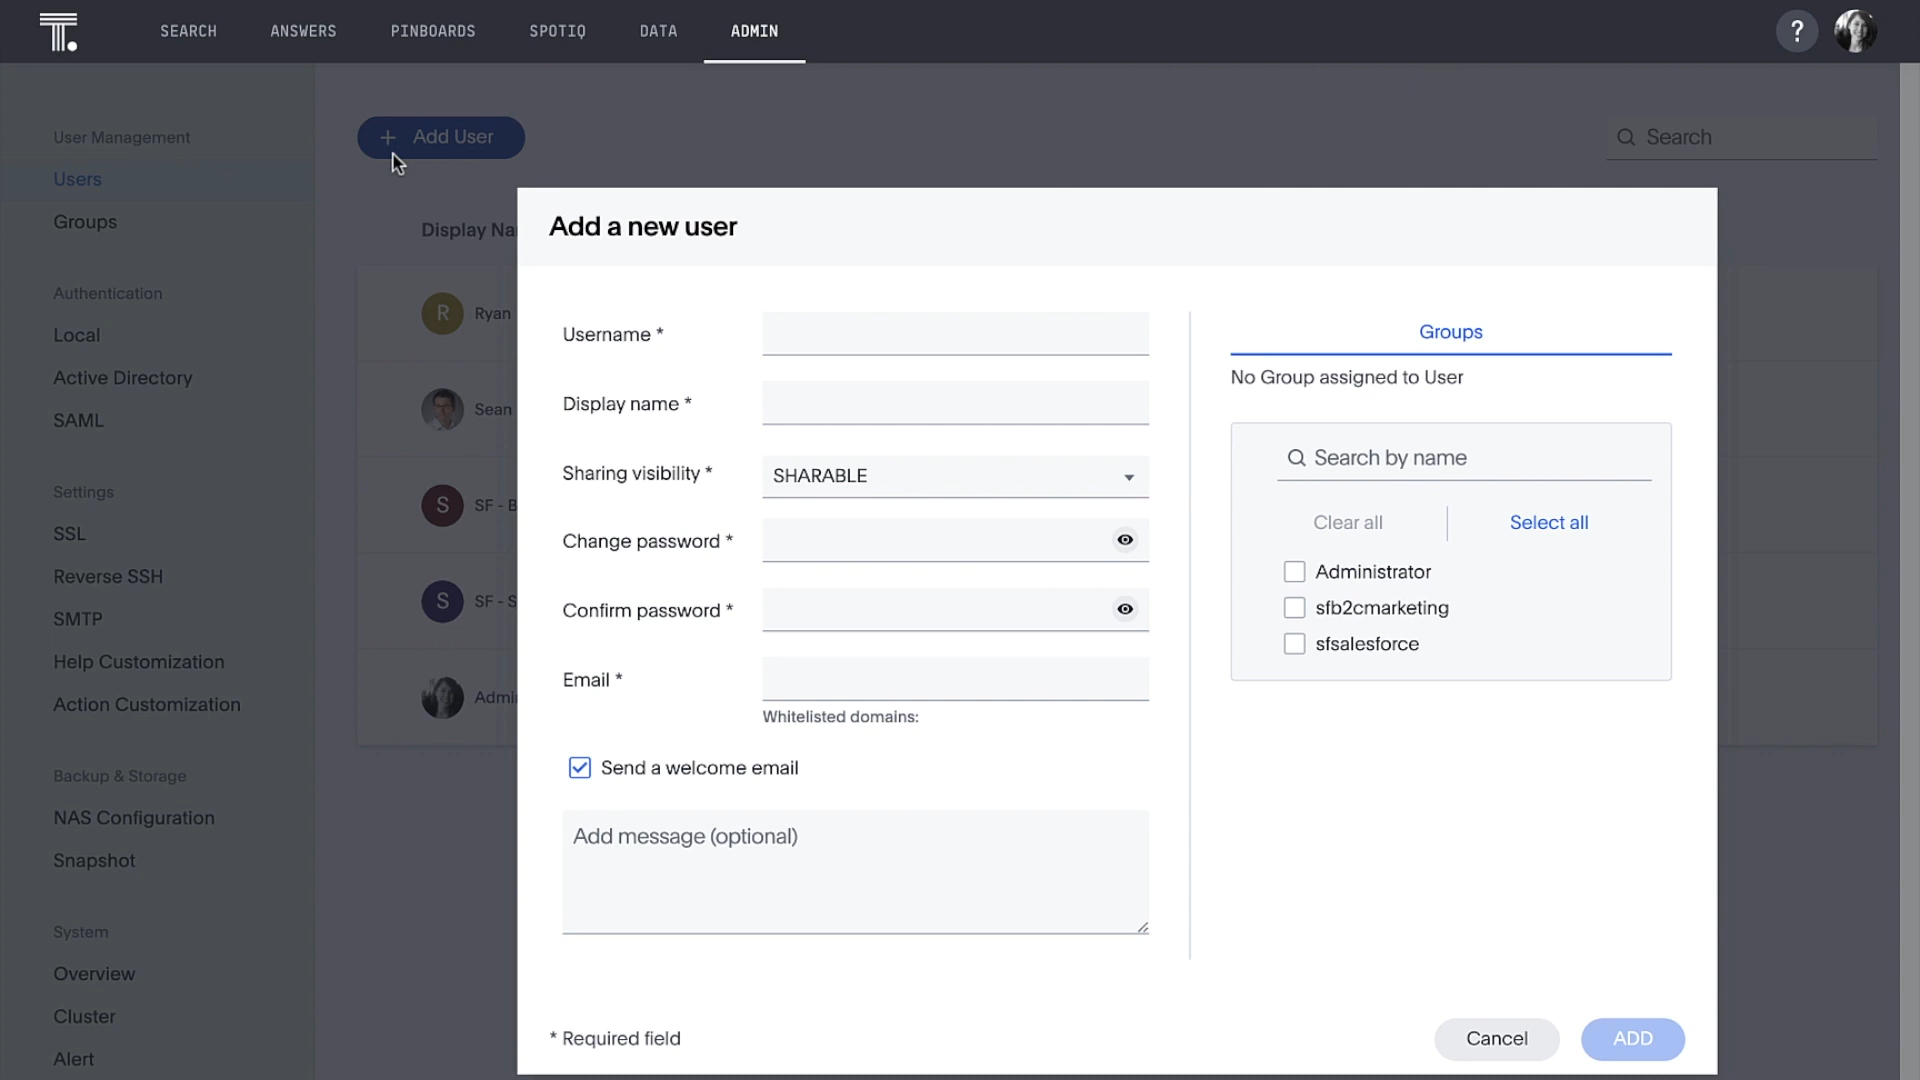 SEARCH ANSWERS PINBOARDS SPOTIQ DATA ADMIN ?
User Management
Users
Groups
Authentication
Local
Active Directory
SAML
Settings
SSL
Reverse SSH
SMTP
Help Customization
Action Customization
Backup & Storage
NAS Configuration
Snapshot
System
Overview
Cluster
Alert
+ Add User
Search
Display Na
R Ryan
Sean
S SF - B
S SF - S
Admi
Add a new user
Username *
Display name *
Sharing visibility * SHARABLE
Change password *
Confirm password *
Email *
Whitelisted domains:
Send a welcome email
Add message (optional)
Groups
No Group assigned to User
Search by name
Clear all Select all
Administrator
sfb2cmarketing
sfsalesforce
* Required field
Cancel ADD